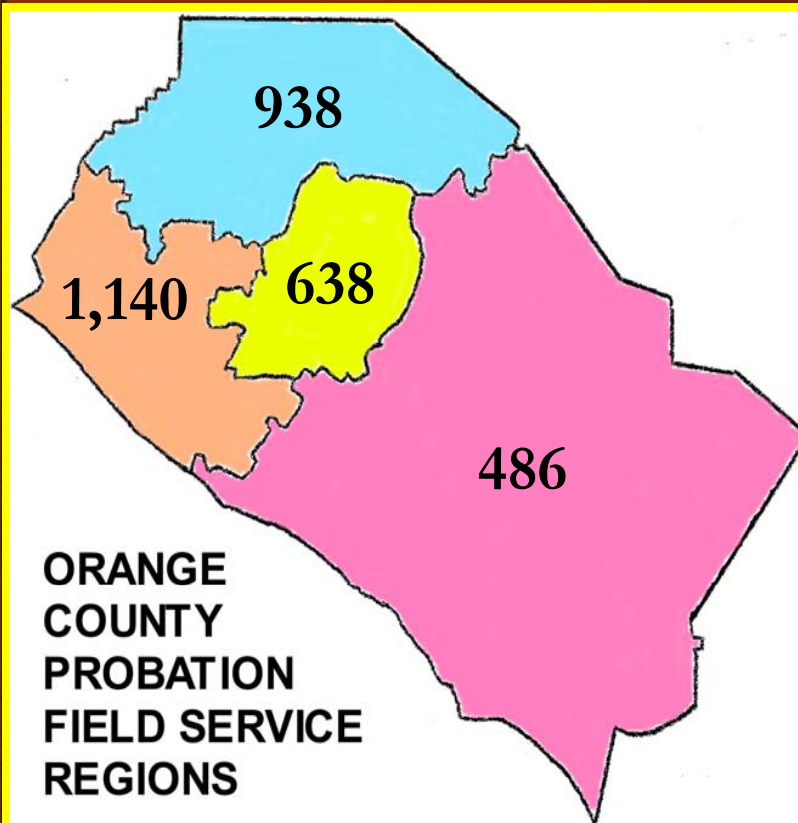 938
1,140
638
486
ORANGE
COUNTY
PROBATION
FIELD SERVICE
REGIONS